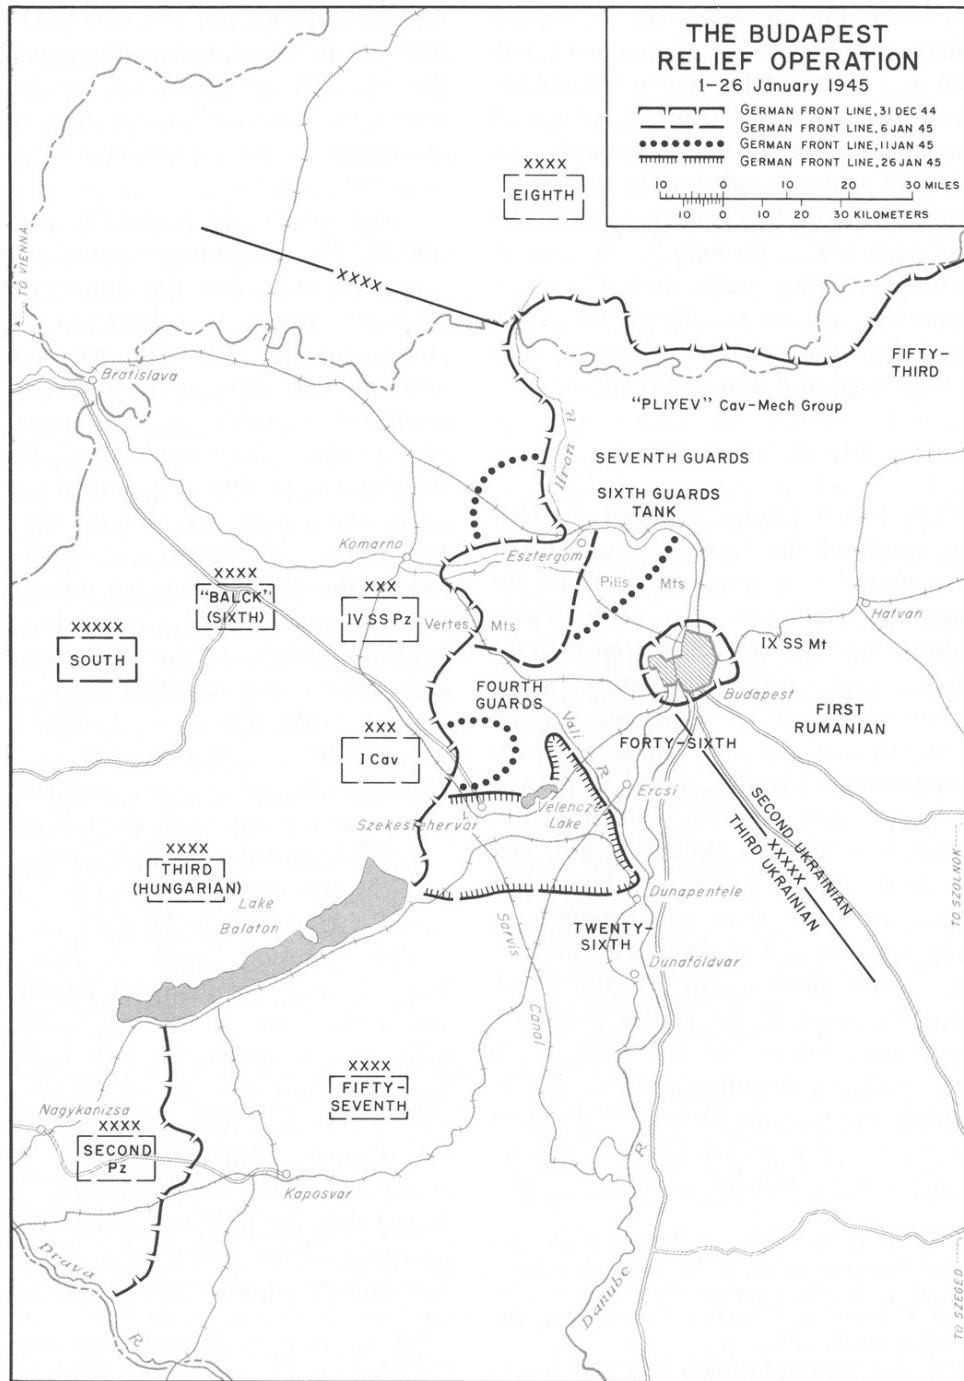 THE BUDAPEST
RELIEF OPERATION
1-26 January 1945
GERMAN FRONT LINE, 31 DEC 44
GERMAN FRONT LINE, 6 JAN 45
GERMAN FRONT LINE, 11 JAN 45
GERMAN FRONT LINE, 26 JAN 45
10 0 10 20 30 MILES
10 0 10 20 30 KILOMETERS
XXXX
EIGHTH
TO VIENNA
XXXX
FIFTY-
THIRD
Bratislava
"PLIYEV" Cav-Mech Group
Hron R
SEVENTH GUARDS
SIXTH GUARDS
TANK
Komarno
Esztergom
Pilis Mts
Hatvan
XXXX
"BALCK"
(SIXTH)
XXX
IV SS Pz
Vertes Mts
XXXXX
SOUTH
IX SS Mt
Budapest
FOURTH
GUARDS
FIRST
RUMANIAN
Vali R
FORTY-SIXTH
XXX
I Cav
Ercsi
Velencze
Lake
Szekesfehervar
SECOND UKRAINIAN
XXXXX
THIRD UKRAINIAN
XXXX
THIRD
(HUNGARIAN)
Lake
Balaton
Dunapentele
TWENTY-
SIXTH
Sarvis
Canal
Dunaföldvar
TO SZOLNOK
XXXX
FIFTY-
SEVENTH
Nagykanizsa
XXXX
SECOND
Pz
Kaposvar
Drava
R
Danube
R
TO SZEGED